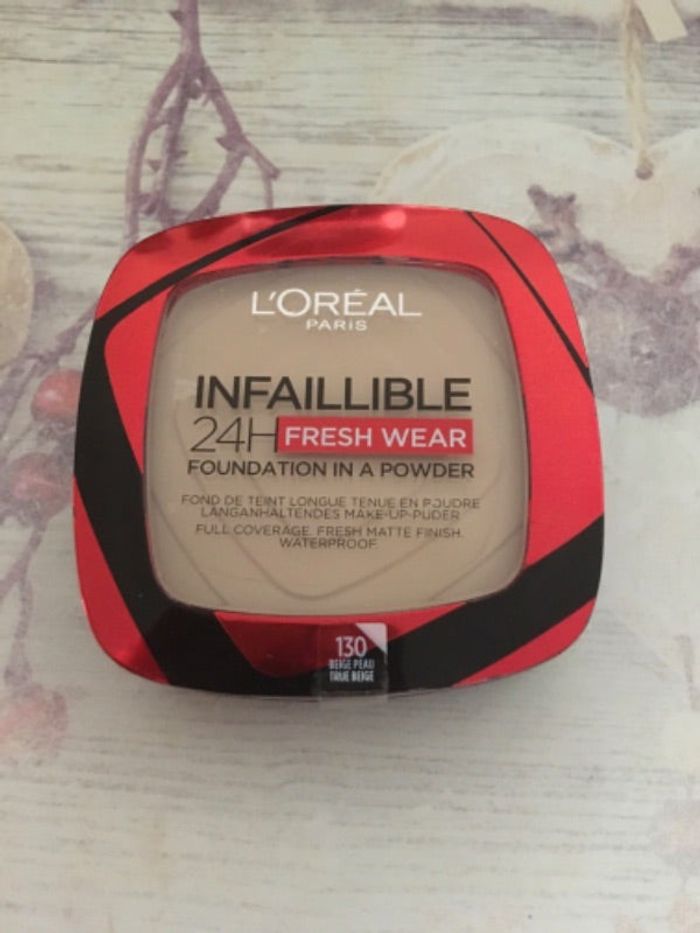 L'ORÉAL
PARIS
INFAILLIBLE
24H FRESH WEAR
FOUNDATION IN A POWDER
FOND DE TEINT LONGUE TENUE EN POUDRE
LANGANHALTENDES MAKE-UP-PUDER
FULL COVERAGE. FRESH MATTE FINISH.
WATERPROOF.
130
BEIGE PEAU
TRUE BEIGE